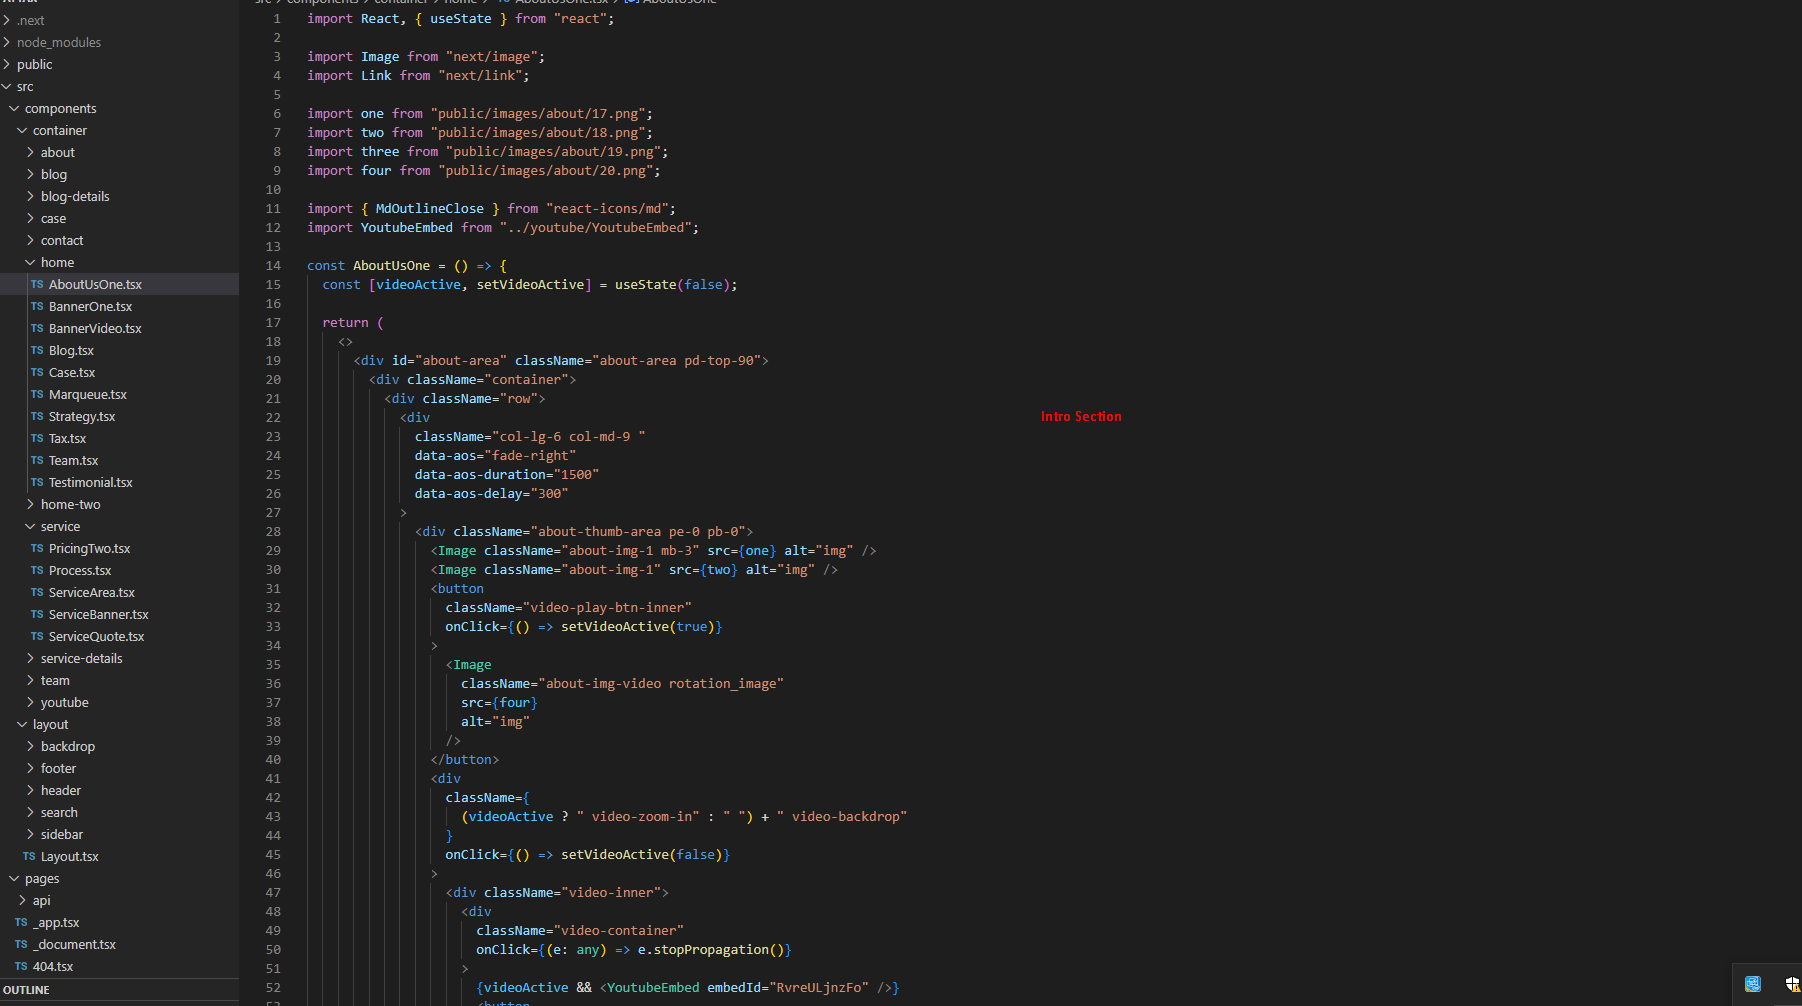 .next
node_modules
public
src
components
container
about
blog
blog-details
case
contact
home
TS AboutUsOne.tsx
TS BannerOne.tsx
TS BannerVideo.tsx
TS Blog.tsx
TS Case.tsx
TS Marqueue.tsx
TS Strategy.tsx
TS Tax.tsx
TS Team.tsx
TS Testimonial.tsx
home-two
service
TS PricingTwo.tsx
TS Process.tsx
TS ServiceArea.tsx
TS ServiceBanner.tsx
TS ServiceQuote.tsx
service-details
team
youtube
layout
backdrop
footer
header
search
sidebar
TS Layout.tsx
pages
api
TS _app.tsx
TS _document.tsx
TS 404.tsx
OUTLINE
src > components > container > home > TS AboutUsOne.tsx > AboutUsOne
1 import React, { useState } from "react";
2
3 import Image from "next/image";
4 import Link from "next/link";
5
6 import one from "public/images/about/17.png";
7 import two from "public/images/about/18.png";
8 import three from "public/images/about/19.png";
9 import four from "public/images/about/20.png";
10
11 import { MdOutlineClose } from "react-icons/md";
12 import YoutubeEmbed from "../youtube/YoutubeEmbed";
13
14 const AboutUsOne = () => {
15 const [videoActive, setVideoActive] = useState(false);
16
17 return (
18 <>
19 <div id="about-area" className="about-area pd-top-90">
20 <div className="container">
21 <div className="row">
22 <div
Intro Section
23 className="col-lg-6 col-md-9 "
24 data-aos="fade-right"
25 data-aos-duration="1500"
26 data-aos-delay="300"
27 >
28 <div className="about-thumb-area pe-0 pb-0">
29 <Image className="about-img-1 mb-3" src={one} alt="img" />
30 <Image className="about-img-1" src={two} alt="img" />
31 <button
32 className="video-play-btn-inner"
33 onClick={() => setVideoActive(true)}
34 >
35 <Image
36 className="about-img-video rotation_image"
37 src={four}
38 alt="img"
39 />
40 </button>
41 <div
42 className={
43 (videoActive ? " video-zoom-in" : " ") + " video-backdrop"
44 }
45 onClick={() => setVideoActive(false)}
46 >
47 <div className="video-inner">
48 <div
49 className="video-container"
50 onClick={(e: any) => e.stopPropagation()}
51 >
52 {videoActive && <YoutubeEmbed embedId="RvreULjnzFo" />}
53 <button